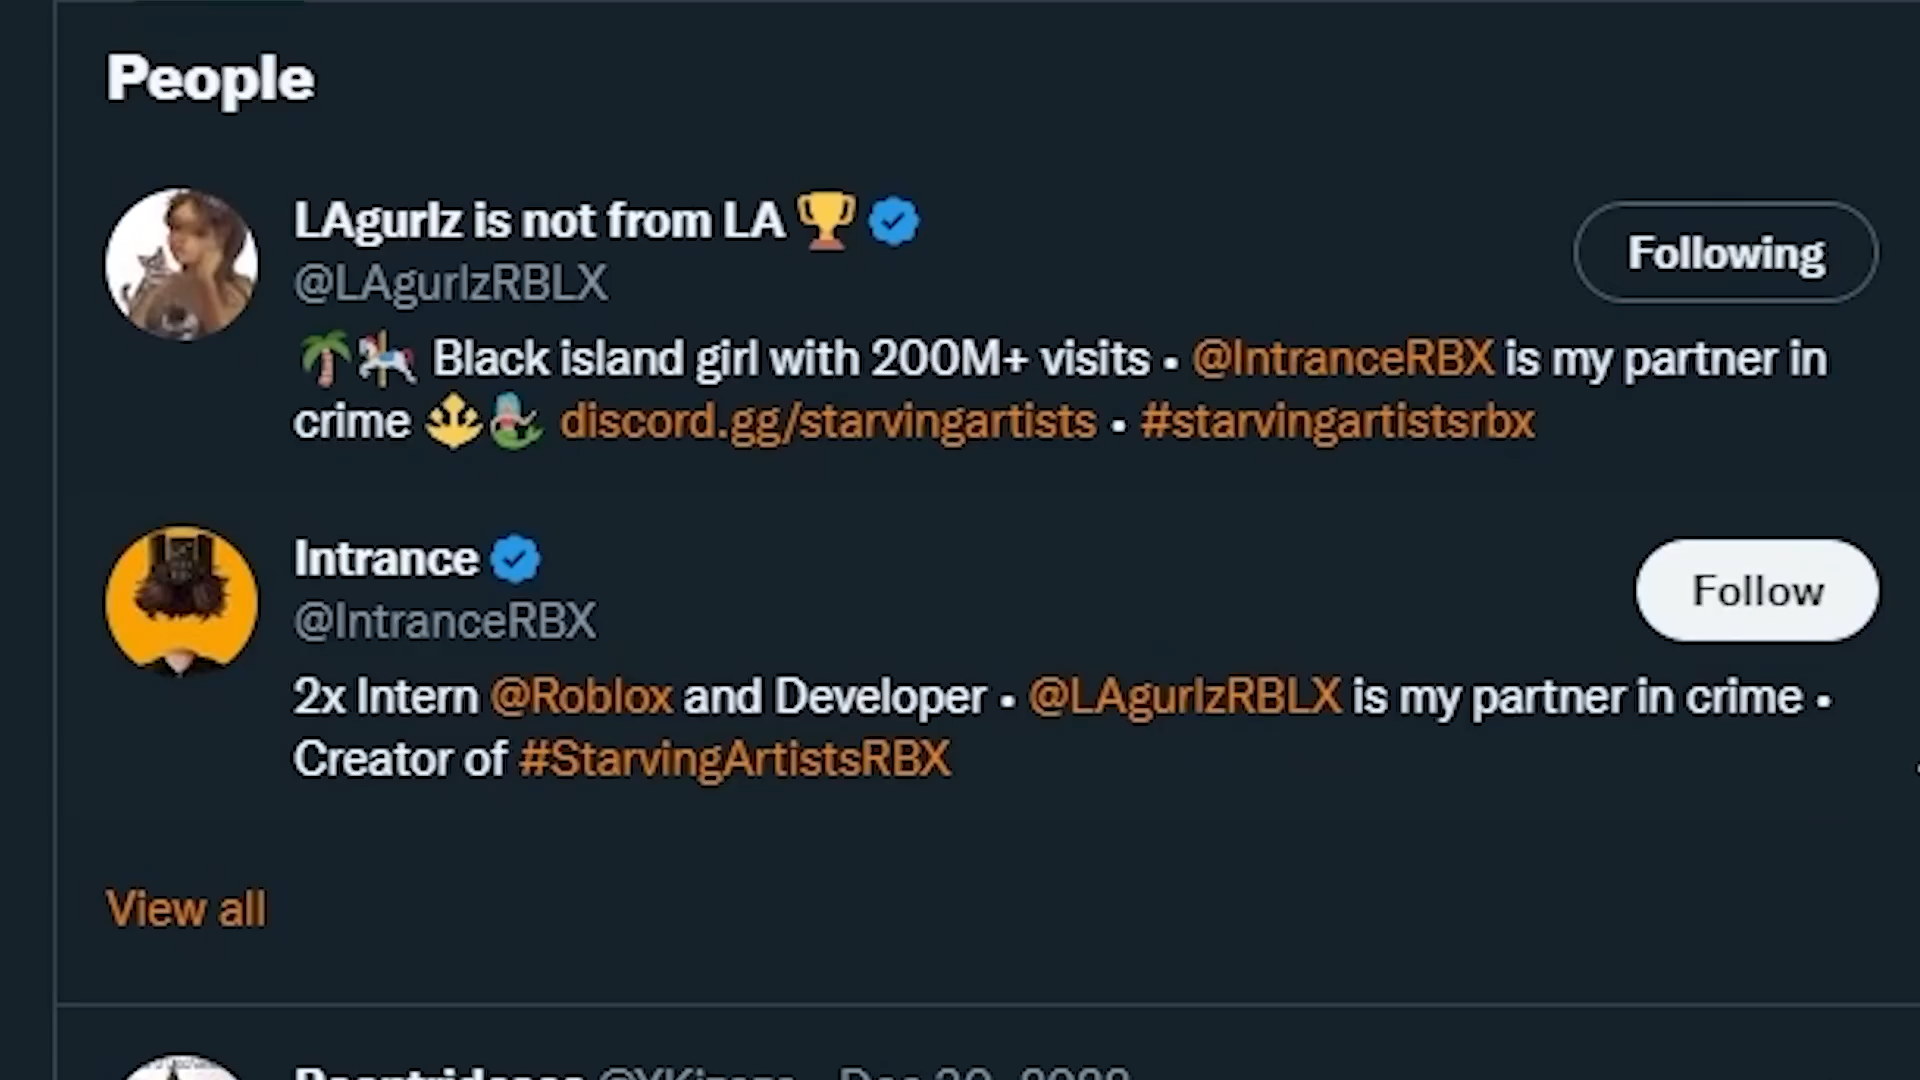 People
LAgurlz is not from LA 🏆
@LAgurlzRBLX
Following
🌴🎠 Black island girl with 200M+ visits • @IntranceRBX is my partner in
crime 🔱🧜‍♀️ discord.gg/starvingartists • #starvingartistsrbx
Intrance
@IntranceRBX
Follow
2x Intern @Roblox and Developer • @LAgurlzRBLX is my partner in crime •
Creator of #StarvingArtistsRBX
View all